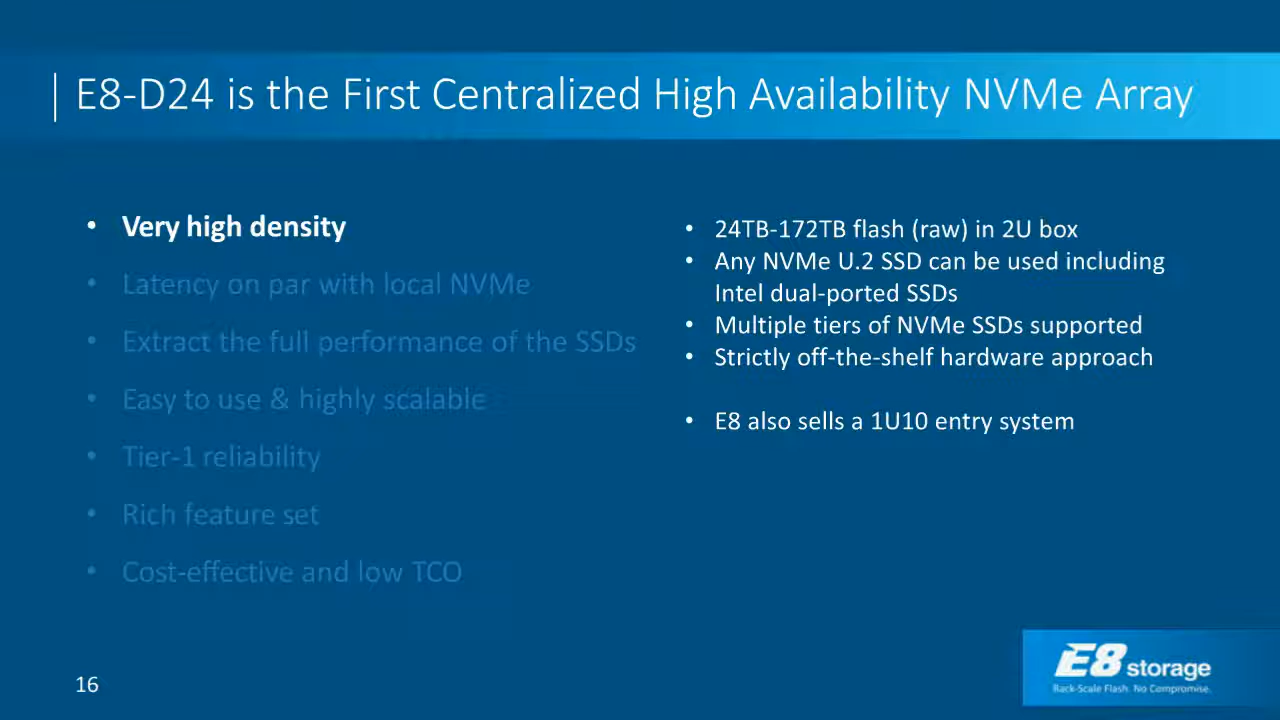 E8-D24 is the First Centralized High Availability NVMe Array
• Very high density
• Latency on par with local NVMe
• Extract the full performance of the SSDs
• Easy to use & highly scalable
• Tier-1 reliability
• Rich feature set
• Cost-effective and low TCO
• 24TB-172TB flash (raw) in 2U box
• Any NVMe U.2 SSD can be used including
Intel dual-ported SSDs
• Multiple tiers of NVMe SSDs supported
• Strictly off-the-shelf hardware approach
• E8 also sells a 1U10 entry system
16
E8 storage
Rack-Scale Flash. No Compromise.